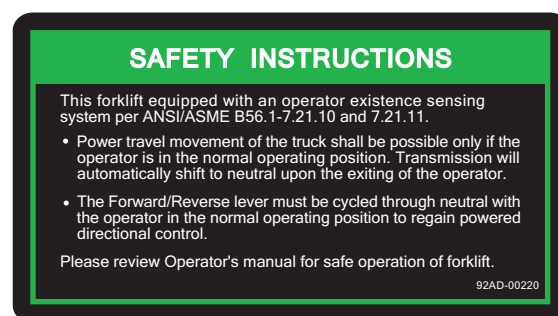 SAFETY INSTRUCTIONS
This forklift equipped with an operator existence sensing
system per ANSI/ASME B56.1-7.21.10 and 7.21.11.
• Power travel movement of the truck shall be possible only if the
operator is in the normal operating position. Transmission will
automatically shift to neutral upon the exiting of the operator.
• The Forward/Reverse lever must be cycled through neutral with
the operator in the normal operating position to regain powered
directional control.
Please review Operator's manual for safe operation of forklift.
92AD-00220